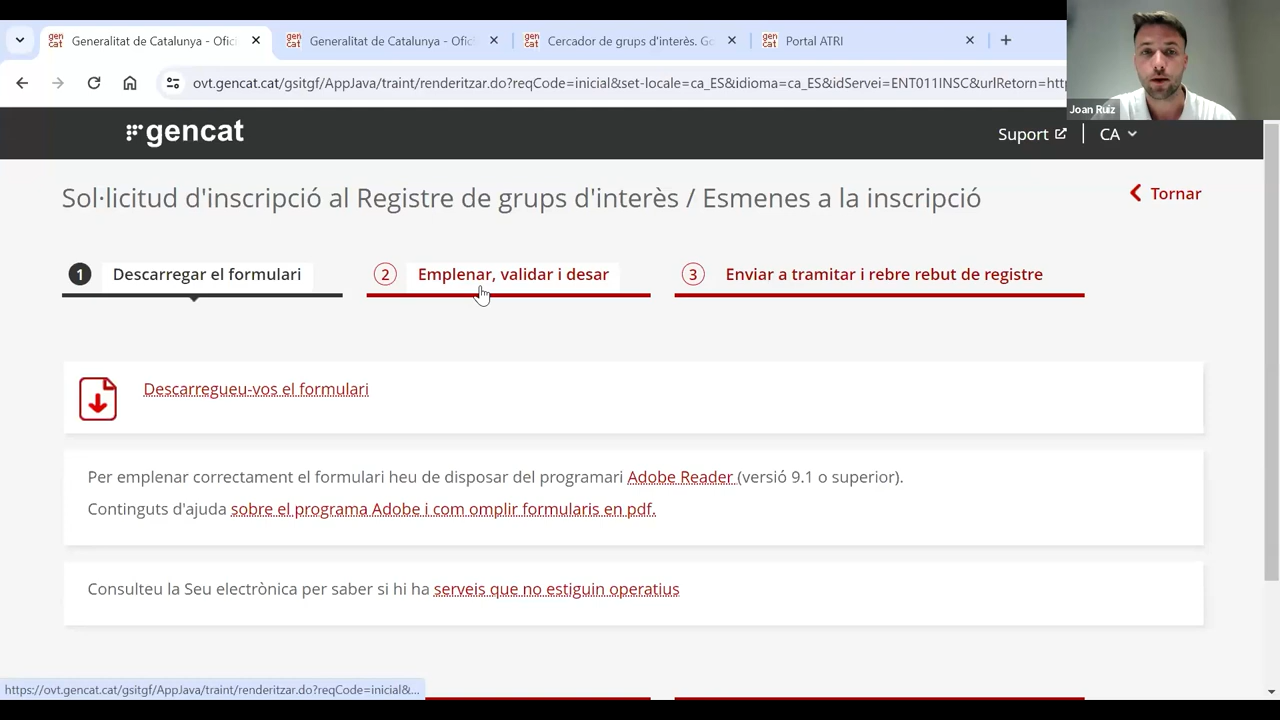 Generalitat de Catalunya - Ofici
Generalitat de Catalunya - Ofic
Cercador de grups d'interès. Go
Portal ATRI
ovt.gencat.cat/gsitgf/AppJava/traint/renderitzar.do?reqCode=inicial&set-locale=ca_ES&idioma=ca_ES&idServei=ENT011INSC&urlRetorn=http
Joan Ruiz
gencat
Suport
CA
Sol·licitud d'inscripció al Registre de grups d'interès / Esmenes a la inscripció
Tornar
1 Descarregar el formulari
2 Emplenar, validar i desar
3 Enviar a tramitar i rebre rebut de registre
Descarregueu-vos el formulari
Per emplenar correctament el formulari heu de disposar del programari Adobe Reader (versió 9.1 o superior).
Continguts d'ajuda sobre el programa Adobe i com omplir formularis en pdf.
Consulteu la Seu electrònica per saber si hi ha serveis que no estiguin operatius
https://ovt.gencat.cat/gsitgf/AppJava/traint/renderitzar.do?reqCode=inicial&...